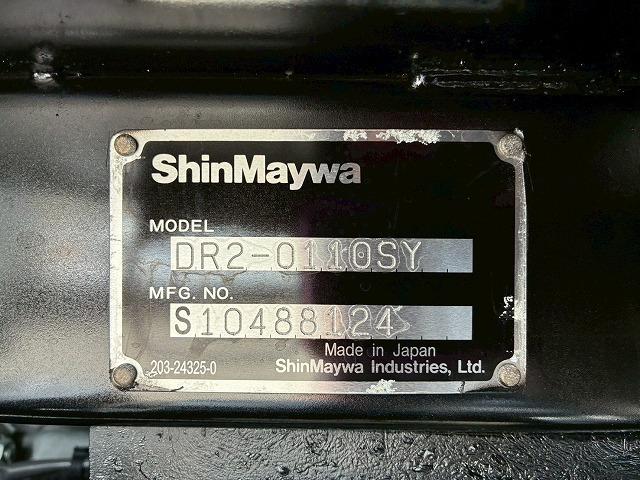 ShinMaywa
MODEL
DR2-0110SY
MFG. NO.
S10488124
Made in Japan
203-24325-0
ShinMaywa Industries, Ltd.